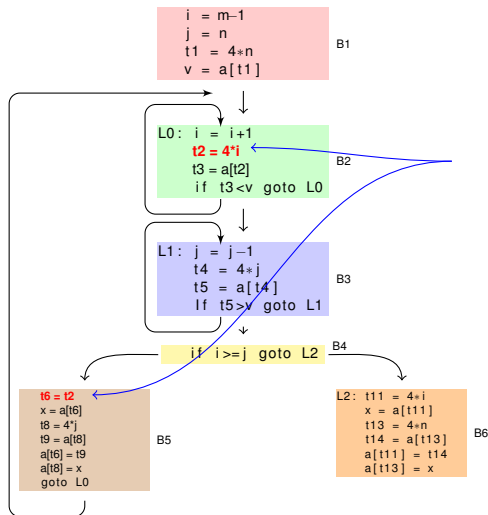 i = m−1
j = n
t1 = 4*n
v = a[t1]
B1
L0: i = i+1
t2 = 4*i
t3 = a[t2]
if t3<v goto L0
B2
L1: j = j−1
t4 = 4*j
t5 = a[t4]
If t5>v goto L1
B3
if i>=j goto L2
B4
t6 = t2
x = a[t6]
t8 = 4*j
t9 = a[t8]
a[t6] = t9
a[t8] = x
goto L0
B5
L2: t11 = 4*i
x = a[t11]
t13 = 4*n
t14 = a[t13]
a[t11] = t14
a[t13] = x
B6